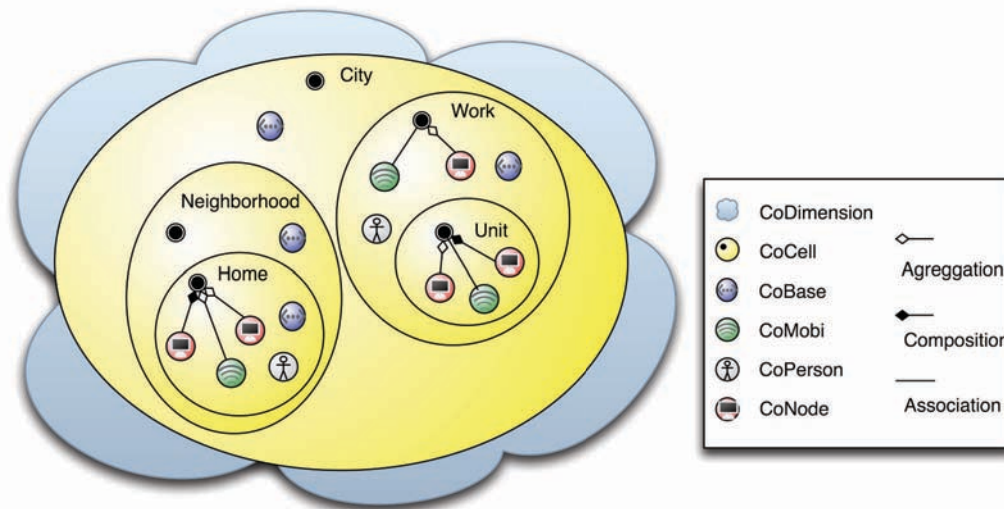 City
Work
Neighborhood
Unit
Home
CoDimension
CoCell
Agreggation
CoBase
CoMobi
Composition
CoPerson
CoNode
Association